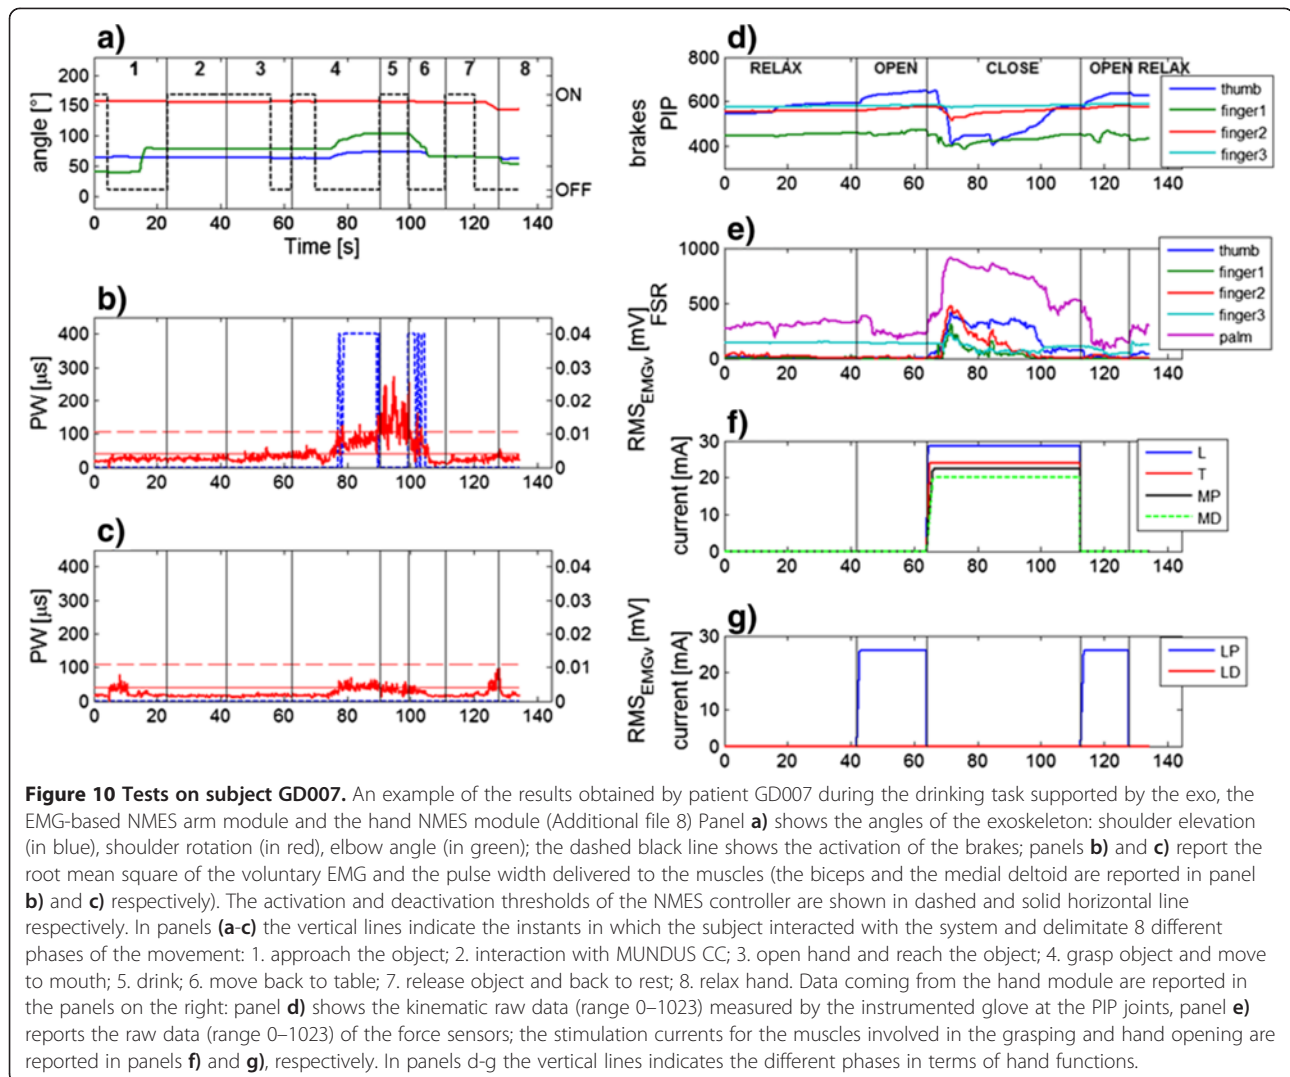 a)
1 2 3 4 5 6 7 8
200
150
100
50
0
angle [°]
ON
OFF
0 20 40 60 80 100 120 140
Time [s]
b)
400
300
200
100
0
PW [µs]
0.04
0.03
0.02
0.01
0
RMS_EMGv [mV]
0 20 40 60 80 100 120 140
c)
400
300
200
100
0
PW [µs]
0.04
0.03
0.02
0.01
0
RMS_EMGv [mV]
0 20 40 60 80 100 120 140
d)
800
600
400
brakes
PIP
RELAX OPEN CLOSE OPEN RELAX
thumb
finger1
finger2
finger3
0 20 40 60 80 100 120 140
e)
1000
500
0
FSR
thumb
finger1
finger2
finger3
palm
0 20 40 60 80 100 120 140
f)
30
20
10
0
current (mA)
L
T
MP
MD
0 20 40 60 80 100 120 140
g)
30
20
10
0
current (mA)
LP
LD
0 20 40 60 80 100 120 140
Figure 10 Tests on subject GD007. An example of the results obtained by patient GD007 during the drinking task supported by the exo, the
EMG-based NMES arm module and the hand NMES module (Additional file 8) Panel a) shows the angles of the exoskeleton: shoulder elevation
(in blue), shoulder rotation (in red), elbow angle (in green); the dashed black line shows the activation of the brakes; panels b) and c) report the
root mean square of the voluntary EMG and the pulse width delivered to the muscles (the biceps and the medial deltoid are reported in panel
b) and c) respectively). The activation and deactivation thresholds of the NMES controller are shown in dashed and solid horizontal line
respectively. In panels (a-c) the vertical lines indicate the instants in which the subject interacted with the system and delimitate 8 different
phases of the movement: 1. approach the object; 2. interaction with MUNDUS CC; 3. open hand and reach the object; 4. grasp object and move
to mouth; 5. drink; 6. move back to table; 7. release object and back to rest; 8. relax hand. Data coming from the hand module are reported in
the panels on the right: panel d) shows the kinematic raw data (range 0–1023) measured by the instrumented glove at the PIP joints, panel e)
reports the raw data (range 0–1023) of the force sensors; the stimulation currents for the muscles involved in the grasping and hand opening are
reported in panels f) and g), respectively. In panels d-g the vertical lines indicates the different phases in terms of hand functions.